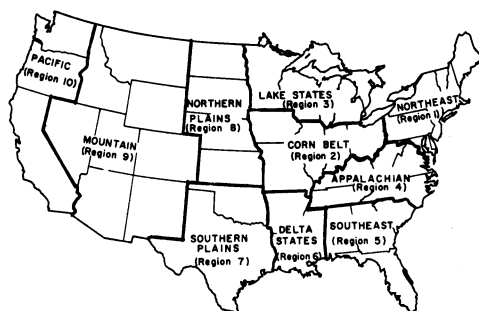 PACIFIC
(Region 10)
LAKE STATES
(Region 3)
NORTHEAST
(Region 1)
NORTHERN
PLAINS
(Region 8)
CORN BELT
(Region 2)
MOUNTAIN
(Region 9)
APPALACHIAN
(Region 4)
SOUTHERN
PLAINS
(Region 7)
DELTA
STATES
(Region 6)
SOUTHEAST
(Region 5)